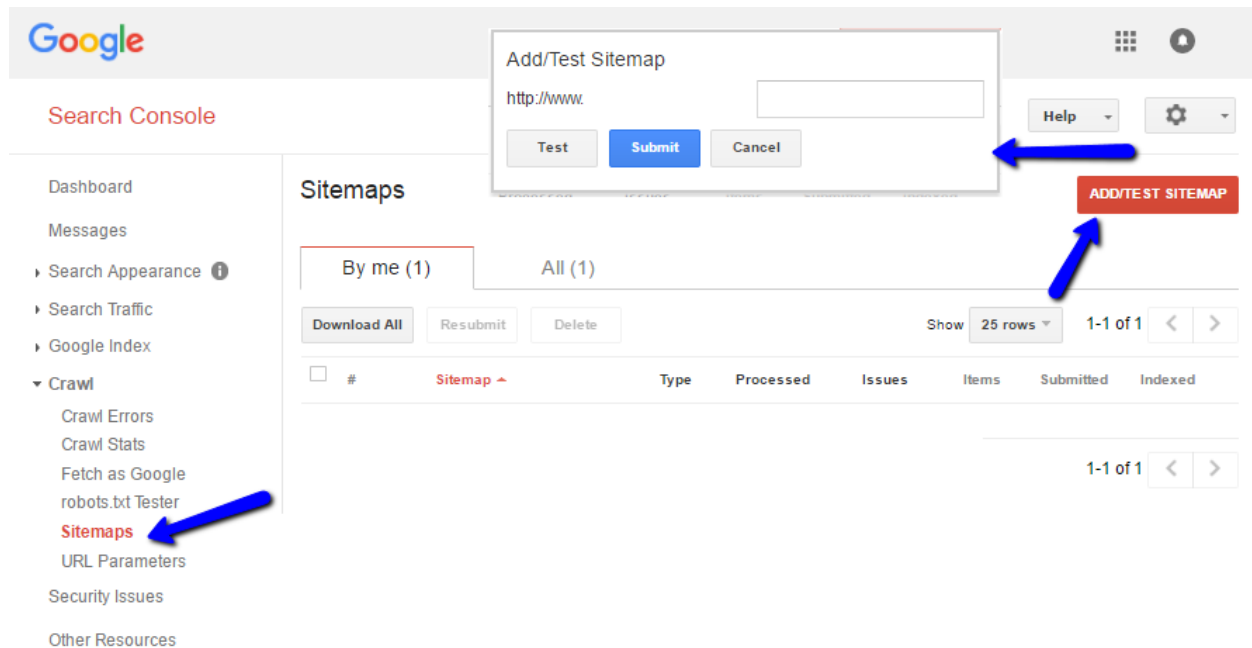 Google
Add/Test Sitemap
http://www.
Test Submit Cancel
Search Console
Help
Sitemaps
ADD/TEST SITEMAP
By me (1) All (1)
Download All Resubmit Delete Show 25 rows 1-1 of 1
# Sitemap Type Processed Issues Items Submitted Indexed
1-1 of 1
Dashboard
Messages
Search Appearance
Search Traffic
Google Index
Crawl
Crawl Errors
Crawl Stats
Fetch as Google
robots.txt Tester
Sitemaps
URL Parameters
Security Issues
Other Resources